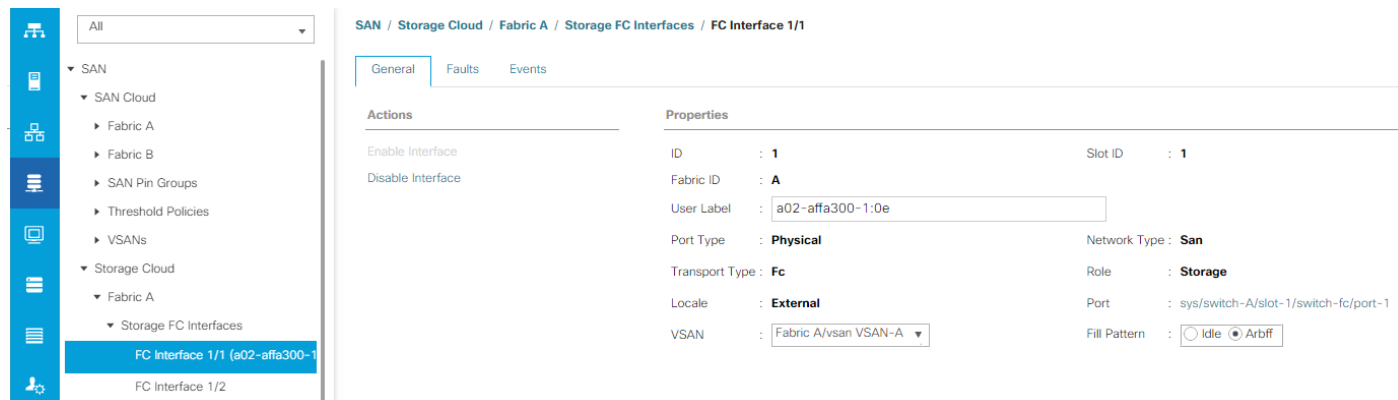 All
SAN
SAN Cloud
Fabric A
Fabric B
SAN Pin Groups
Threshold Policies
VSANs
Storage Cloud
Fabric A
Storage FC Interfaces
FC Interface 1/1 (a02-affa300-1
FC Interface 1/2
SAN / Storage Cloud / Fabric A / Storage FC Interfaces / FC Interface 1/1
General Faults Events
Actions
Enable Interface
Disable Interface
Properties
ID : 1 Slot ID : 1
Fabric ID : A
User Label : a02-affa300-1:0e
Port Type : Physical Network Type : San
Transport Type : Fc Role : Storage
Locale : External Port : sys/switch-A/slot-1/switch-fc/port-1
VSAN : Fabric A/vsan VSAN-A Fill Pattern : Idle Arbff